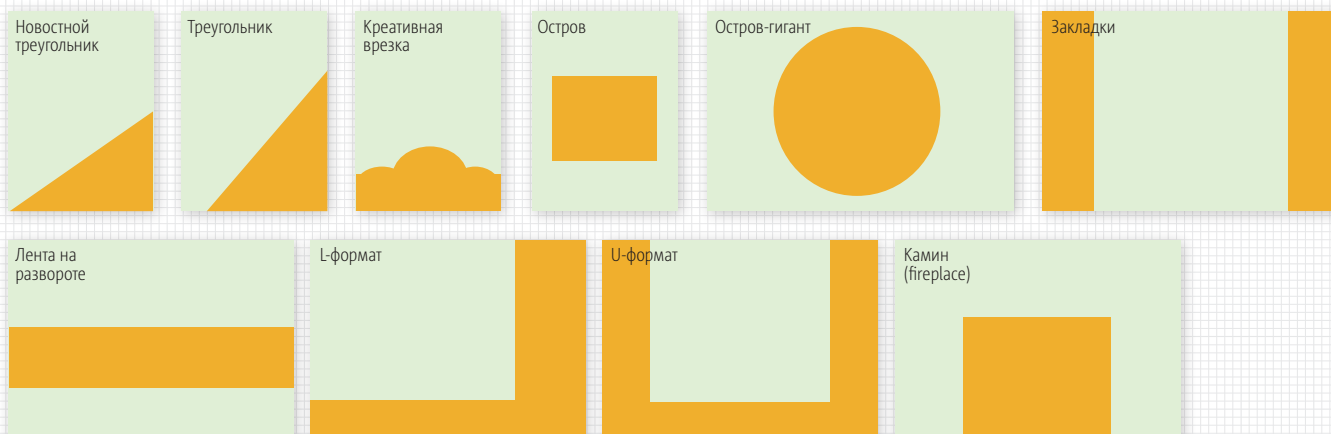 Новостной
треугольник
Треугольник
Креативная
врезка
Остров
Остров-гигант
Закладки
Лента на
развороте
L-формат
U-формат
Камин
(fireplace)